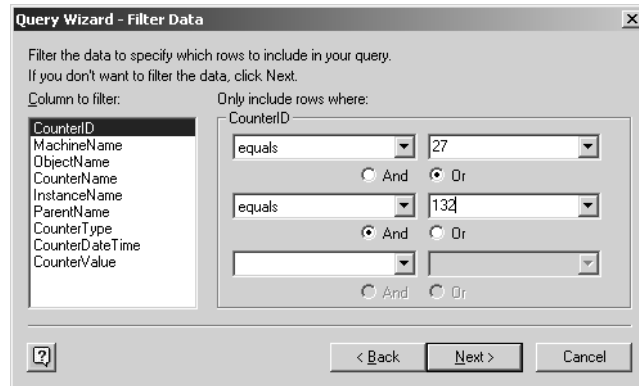 Query Wizard - Filter Data
Filter the data to specify which rows to include in your query.
If you don't want to filter the data, click Next.
Column to filter:
Only include rows where:
CounterID
MachineName
ObjectName
CounterName
InstanceName
ParentName
CounterType
CounterDateTime
CounterValue
CounterID
equals 27
And Or
equals 132
And Or
And Or
< Back Next > Cancel